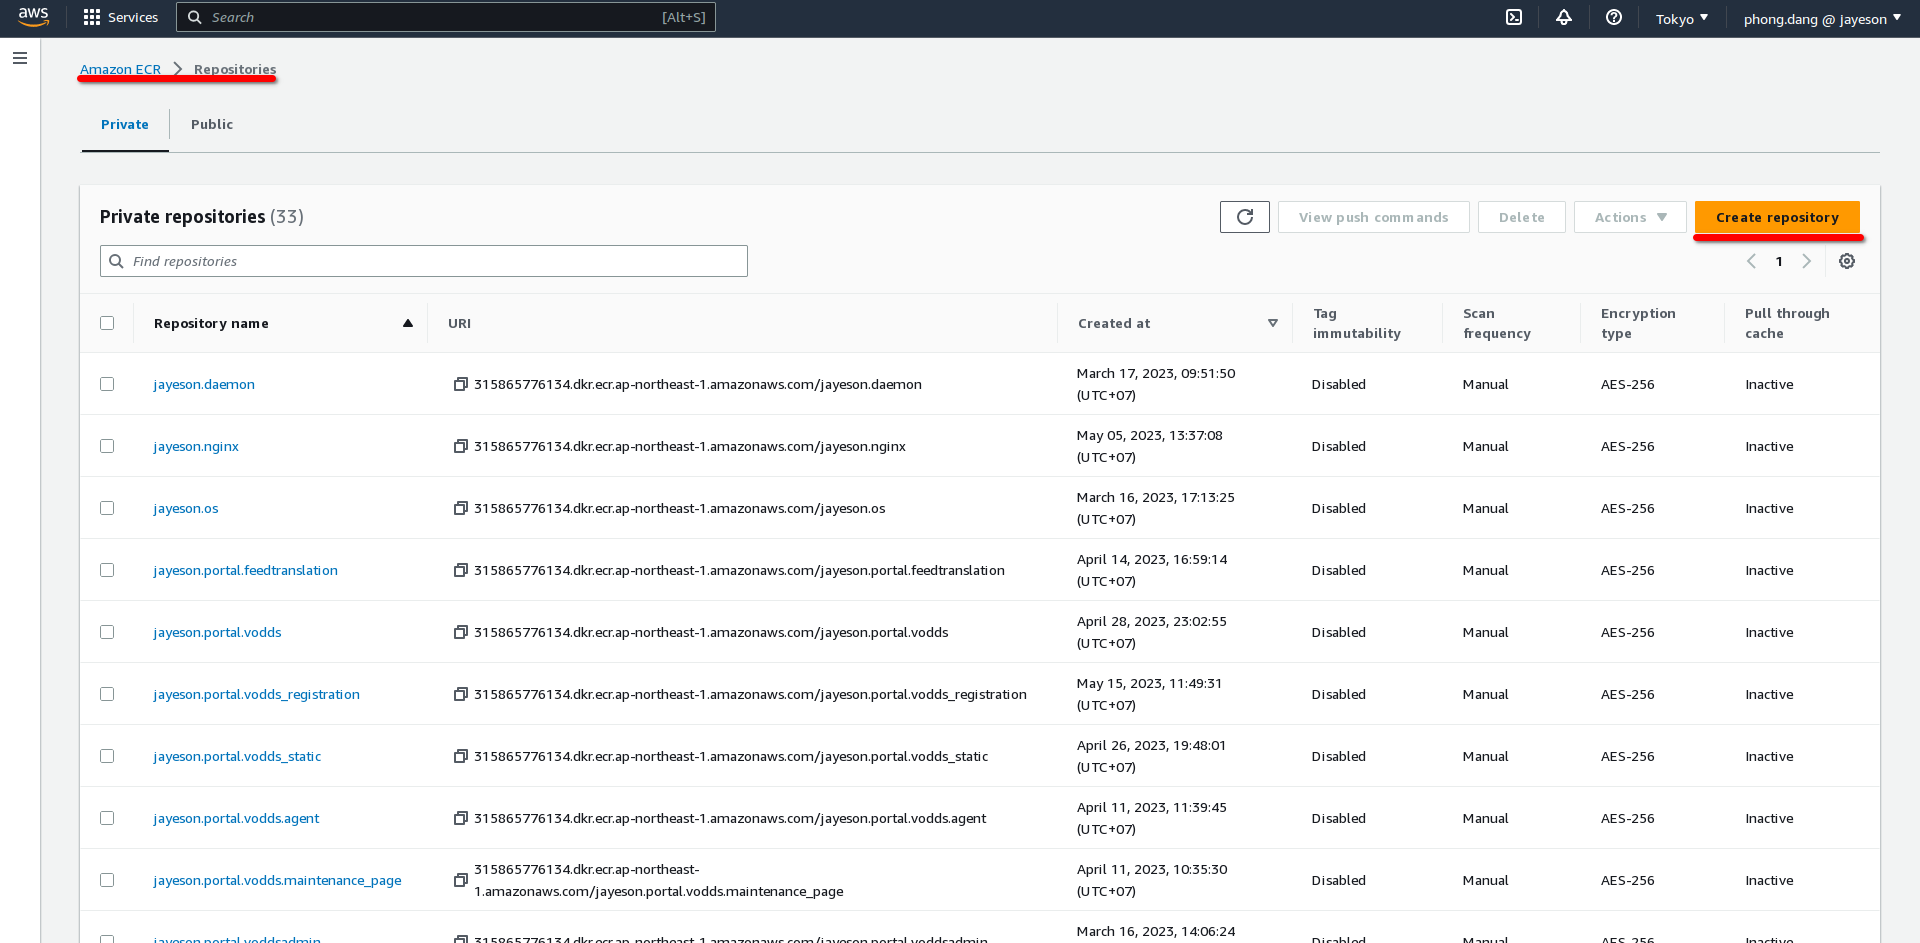 aws Services Search [Alt+S] Tokyo phong.dang @ jayeson
Amazon ECR Repositories
Private Public
Private repositories (33) View push commands Delete Actions Create repository
Find repositories 1
Repository name URI Created at Tag immutability Scan frequency Encryption type Pull through cache
jayeson.daemon 315865776134.dkr.ecr.ap-northeast-1.amazonaws.com/jayeson.daemon March 17, 2023, 09:51:50 (UTC+07) Disabled Manual AES-256 Inactive
jayeson.nginx 315865776134.dkr.ecr.ap-northeast-1.amazonaws.com/jayeson.nginx May 05, 2023, 13:37:08 (UTC+07) Disabled Manual AES-256 Inactive
jayeson.os 315865776134.dkr.ecr.ap-northeast-1.amazonaws.com/jayeson.os March 16, 2023, 17:13:25 (UTC+07) Disabled Manual AES-256 Inactive
jayeson.portal.feedtranslation 315865776134.dkr.ecr.ap-northeast-1.amazonaws.com/jayeson.portal.feedtranslation April 14, 2023, 16:59:14 (UTC+07) Disabled Manual AES-256 Inactive
jayeson.portal.vodds 315865776134.dkr.ecr.ap-northeast-1.amazonaws.com/jayeson.portal.vodds April 28, 2023, 23:02:55 (UTC+07) Disabled Manual AES-256 Inactive
jayeson.portal.vodds_registration 315865776134.dkr.ecr.ap-northeast-1.amazonaws.com/jayeson.portal.vodds_registration May 15, 2023, 11:49:31 (UTC+07) Disabled Manual AES-256 Inactive
jayeson.portal.vodds_static 315865776134.dkr.ecr.ap-northeast-1.amazonaws.com/jayeson.portal.vodds_static April 26, 2023, 19:48:01 (UTC+07) Disabled Manual AES-256 Inactive
jayeson.portal.vodds.agent 315865776134.dkr.ecr.ap-northeast-1.amazonaws.com/jayeson.portal.vodds.agent April 11, 2023, 11:39:45 (UTC+07) Disabled Manual AES-256 Inactive
jayeson.portal.vodds.maintenance_page 315865776134.dkr.ecr.ap-northeast-1.amazonaws.com/jayeson.portal.vodds.maintenance_page April 11, 2023, 10:35:30 (UTC+07) Disabled Manual AES-256 Inactive
jayeson.portal.voddsadmin 315865776134.dkr.ecr.ap-northeast-1.amazonaws.com/jayeson.portal.voddsadmin March 16, 2023, 14:06:24 Disabled Manual AES-256 Inactive